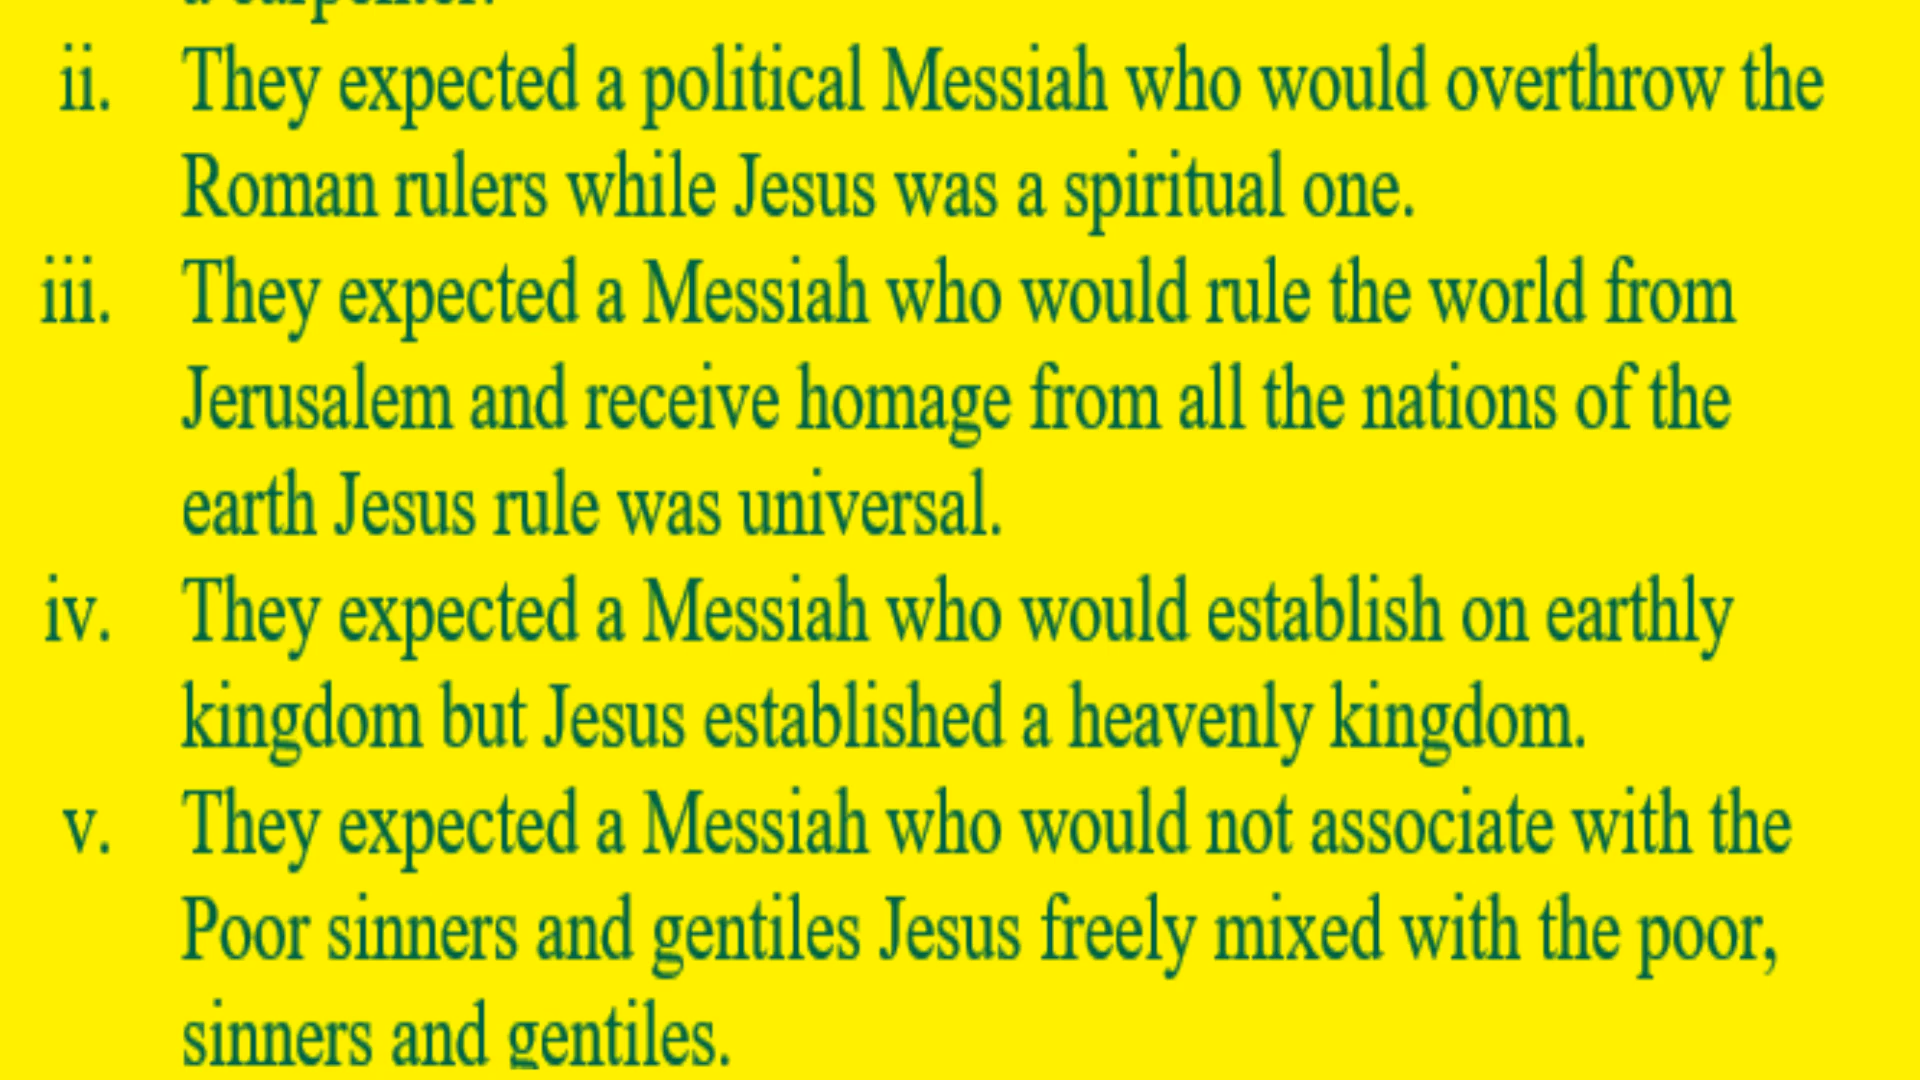 a carpenter.
ii. They expected a political Messiah who would overthrow the
Roman rulers while Jesus was a spiritual one.
iii. They expected a Messiah who would rule the world from
Jerusalem and receive homage from all the nations of the
earth Jesus rule was universal.
iv. They expected a Messiah who would establish on earthly
kingdom but Jesus established a heavenly kingdom.
v. They expected a Messiah who would not associate with the
Poor sinners and gentiles Jesus freely mixed with the poor,
sinners and gentiles.